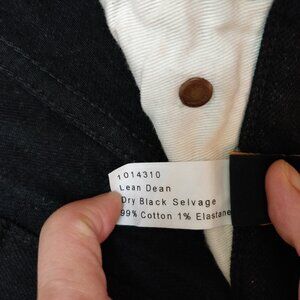 1014310
Lean Dean
Dry Black Selvage
99% Cotton 1% Elastane